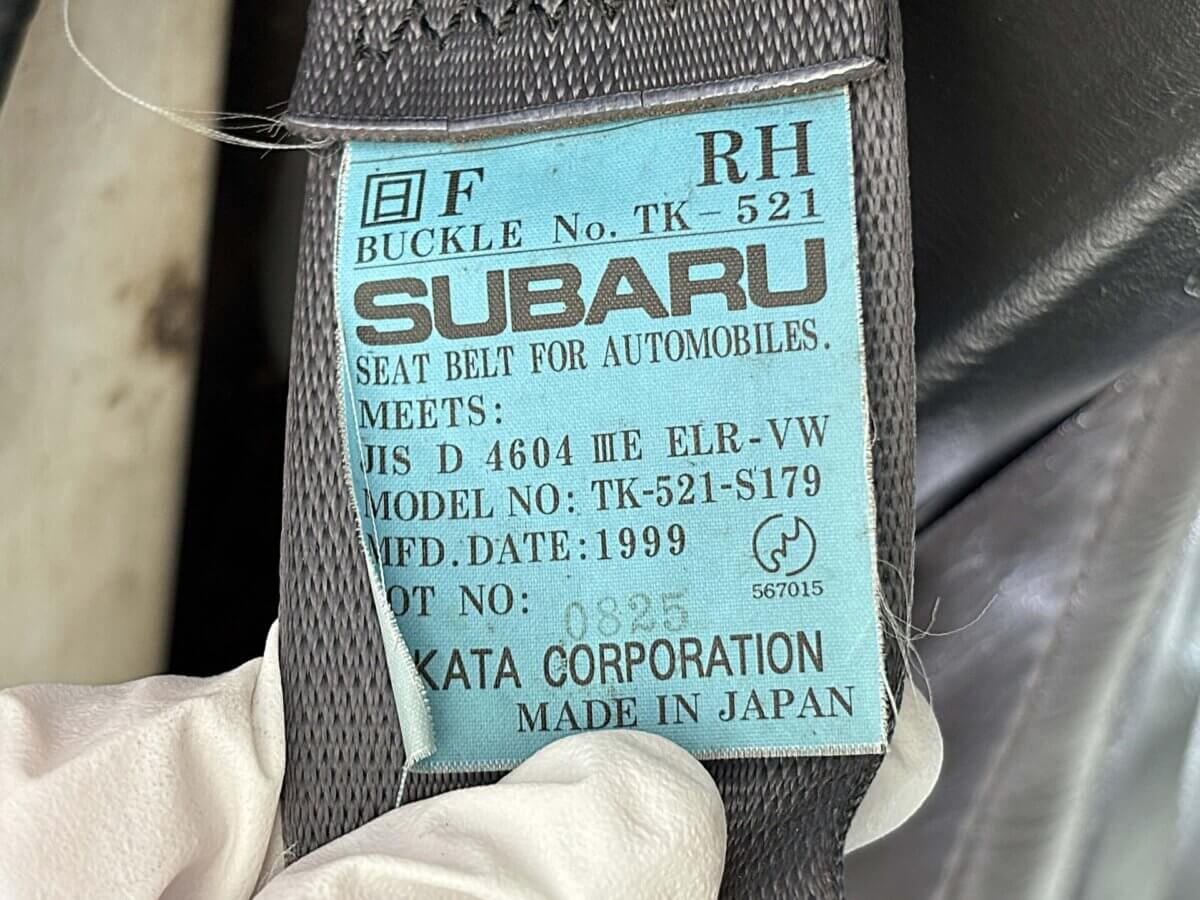 日 F RH
BUCKLE No. TK-521
SUBARU
SEAT BELT FOR AUTOMOBILES.
MEETS:
JIS D 4604 ⅢE ELR-VW
MODEL NO: TK-521-S179
MFD. DATE:1999
OT NO: 0825
567015
KATA CORPORATION
MADE IN JAPAN